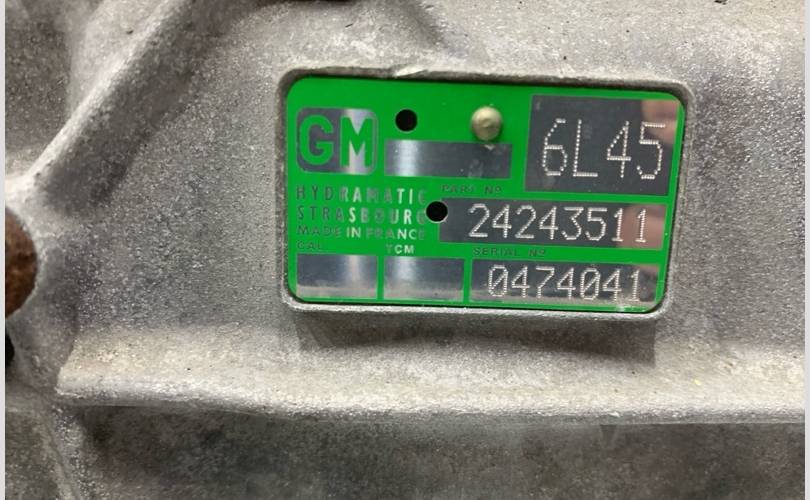 GM
6L45
PART Nº
HYDRAMATIC
STRASBOURG
24243511
MADE IN FRANCE
CAL.
TCM
SERIAL Nº
0474041